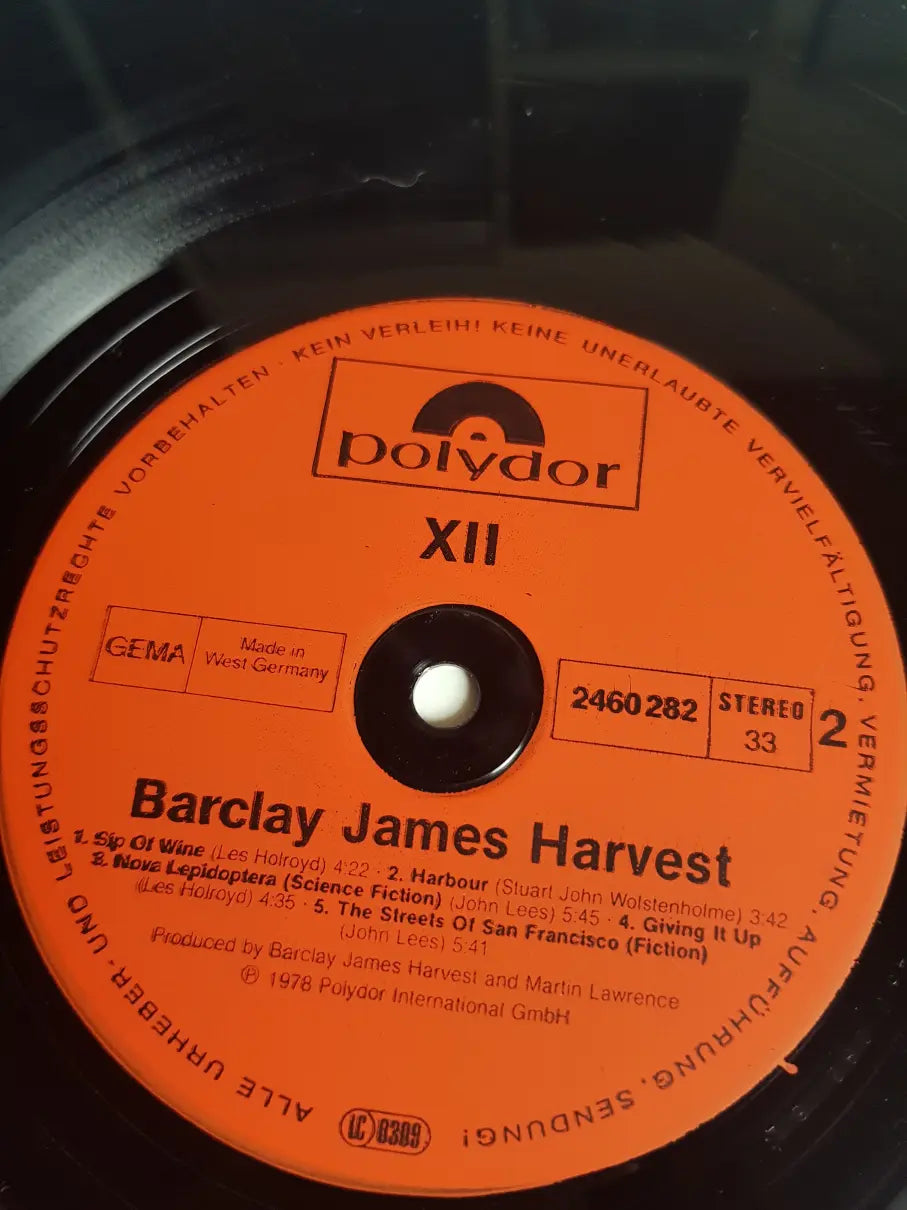 ALLE URHEBER- UND LEISTUNGSSCHUTZRECHTE VORBEHALTEN · KEIN VERLEIH! KEINE UNERLAUBTE VERVIELFÄLTIGUNG, VERMIETUNG, AUFFÜHRUNG, SENDUNG!
polydor
XII
GEMA
Made in
West Germany
2460 282
STEREO
33
2
Barclay James Harvest
1. Sip Of Wine (Les Holroyd) 4:22 · 2. Harbour (Stuart John Wolstenholme) 3:42
3. Nova Lepidoptera (Science Fiction) (John Lees) 5:45 · 4. Giving It Up
(Les Holroyd) 4:35 · 5. The Streets Of San Francisco (Fiction)
(John Lees) 5:41
Produced by Barclay James Harvest and Martin Lawrence
℗ 1978 Polydor International GmbH
LC 0309